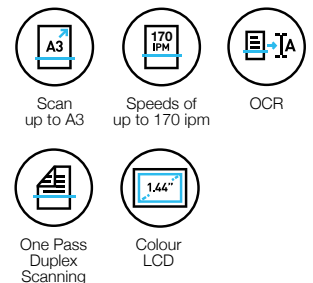 A3
170
IPM
A
Scan
up to A3
Speeds of
up to 170 ipm
OCR
1.44"
One Pass
Duplex
Scanning
Colour
LCD